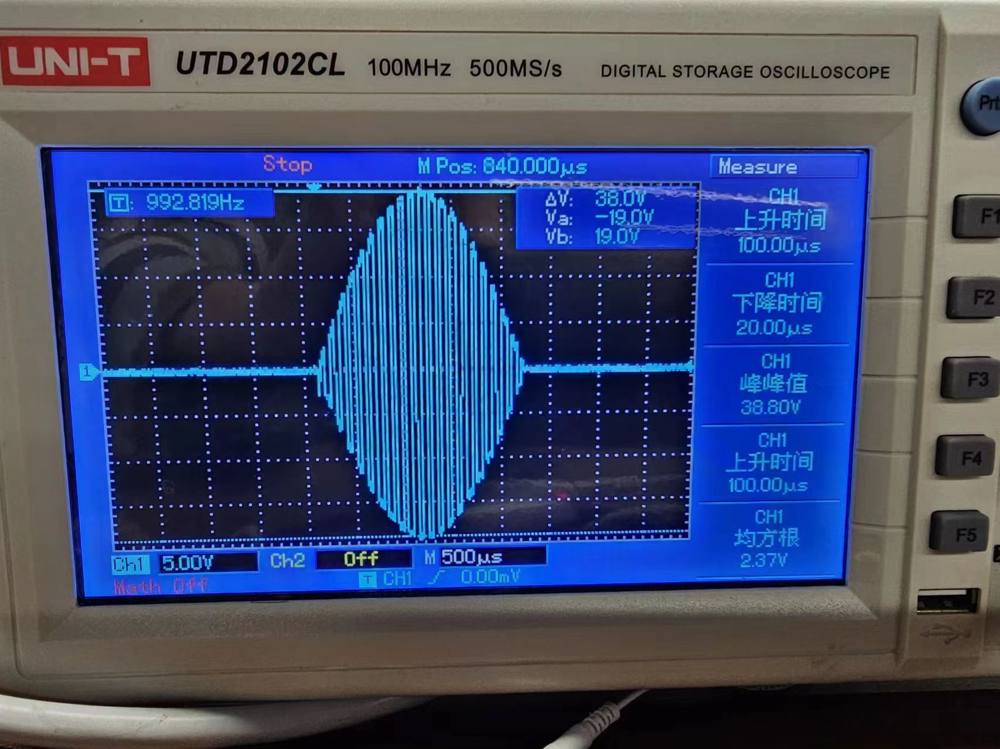 UNI-T UTD2102CL 100MHz 500MS/s DIGITAL STORAGE OSCILLOSCOPE
Stop M Pos: 840.000μs Measure
T: 992.819Hz
ΔV: 38.0V
Va: -19.0V
Vb: 19.0V
1
CH1
上升时间
100.00μs
CH1
下降时间
20.00μs
CH1
峰峰值
38.80V
CH1
上升时间
100.00μs
CH1
均方根
2.37V
Ch1 5.00V Ch2 Off M 500μs
Math Off T CH1 0.00mV
Prt
F1
F2
F3
F4
F5